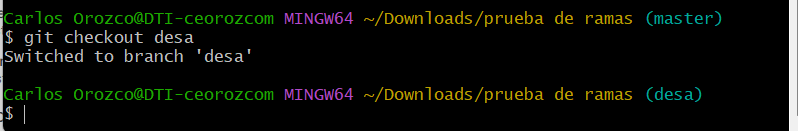 Carlos Orozco@DTI-ceorozcom MINGW64 ~/Downloads/prueba de ramas (master)
$ git checkout desa
Switched to branch 'desa'
Carlos Orozco@DTI-ceorozcom MINGW64 ~/Downloads/prueba de ramas (desa)
$